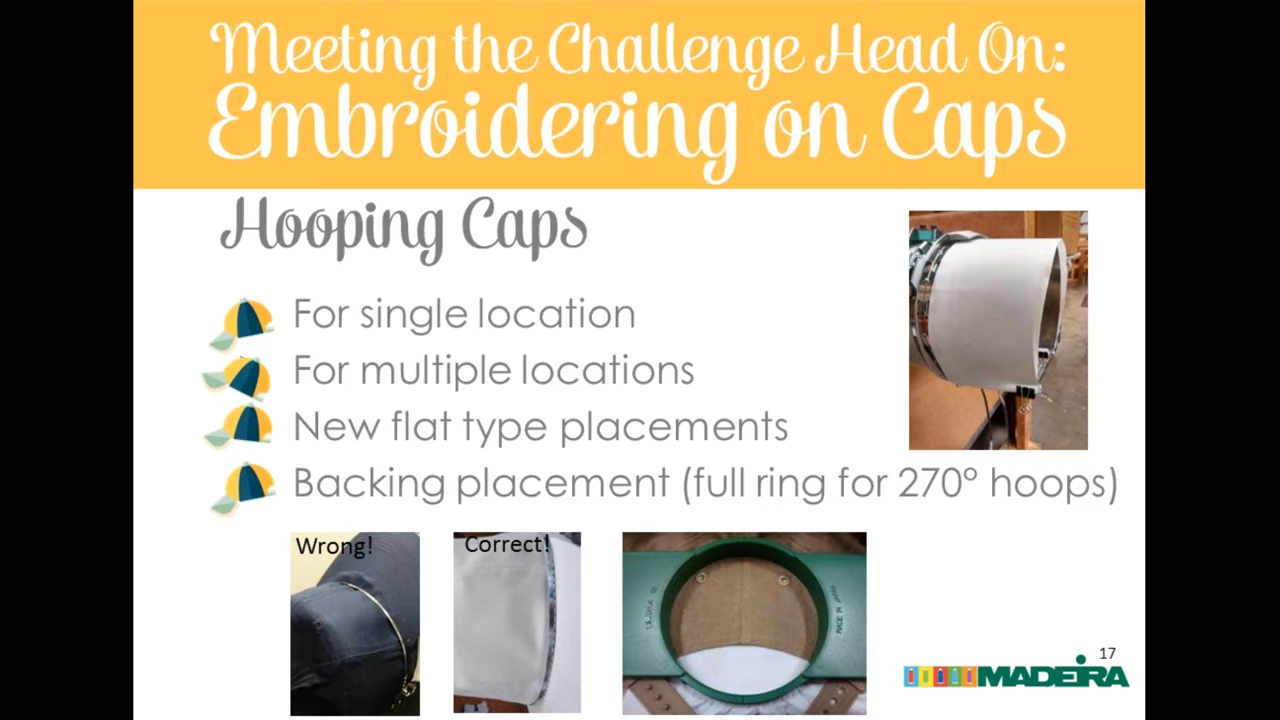 Meeting the Challenge Head On:
Embroidering on Caps
Hooping Caps
For single location
For multiple locations
New flat type placements
Backing placement (full ring for 270° hoops)
Wrong!
Correct!
MADE IN JAPAN
17
MADEIRA